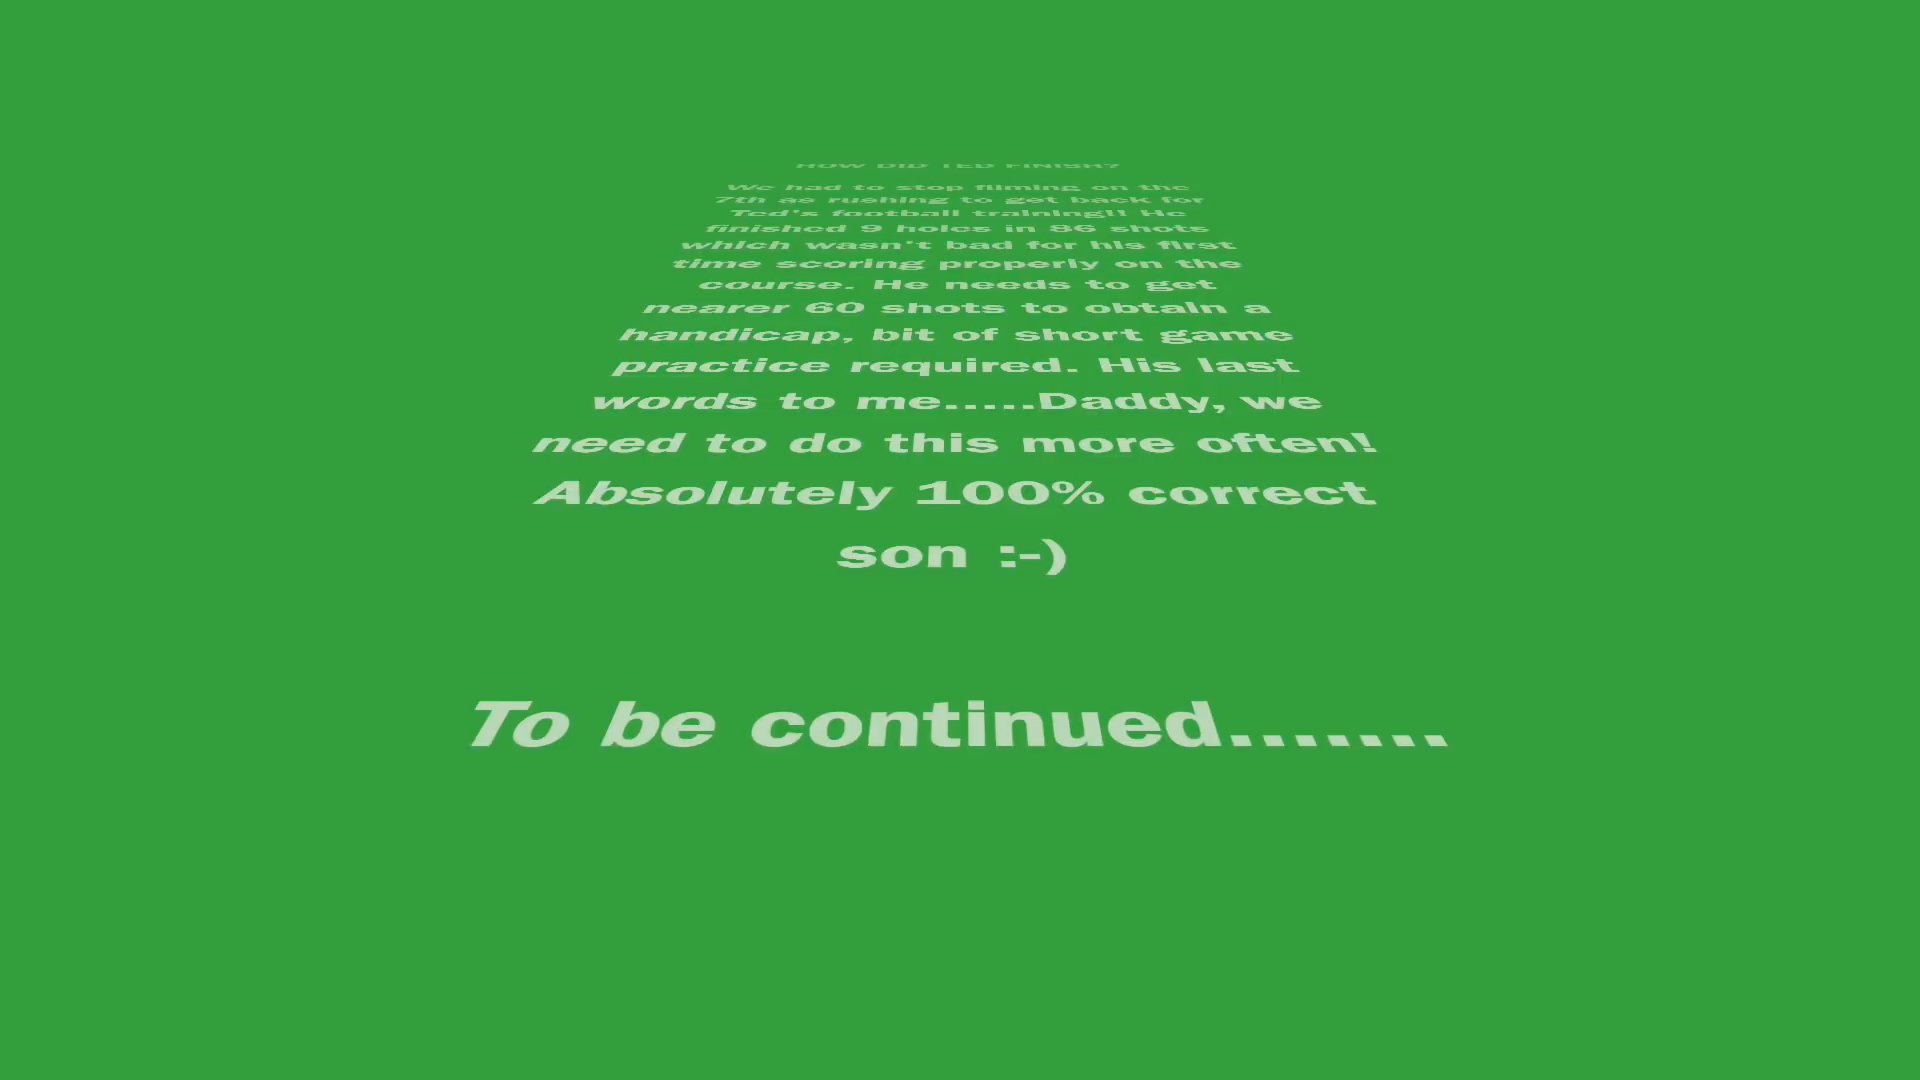 HOW DID TED FINISH?
We had to stop filming on the
7th as rushing to get back for
Ted's football training!! He
finished 9 holes in 86 shots
which wasn't bad for his first
time scoring properly on the
course. He needs to get
nearer 60 shots to obtain a
handicap, bit of short game
practice required. His last
words to me.....Daddy, we
need to do this more often!
Absolutely 100% correct
son :-)
To be continued.......